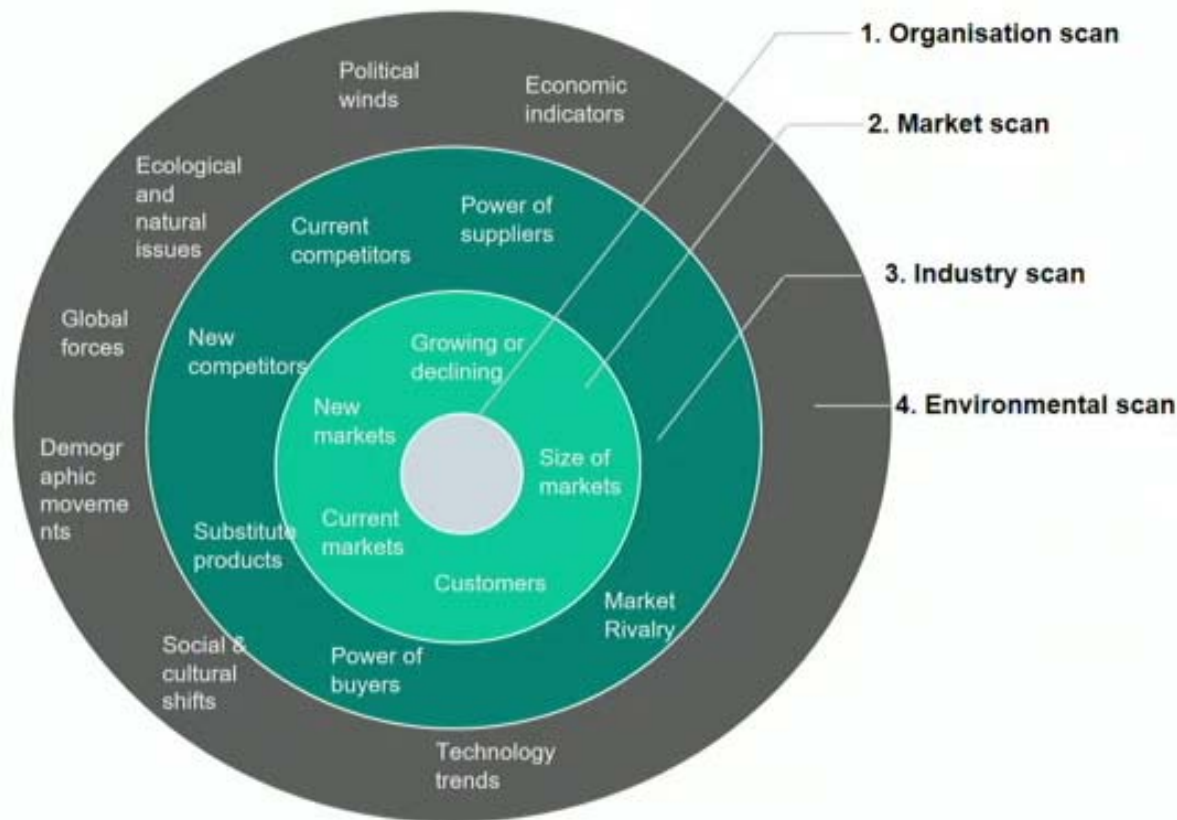 1. Organisation scan
2. Market scan
3. Industry scan
4. Environmental scan
Political
winds
Economic
indicators
Ecological
and
natural
issues
Global
forces
Demogr
aphic
moveme
nts
Social &
cultural
shifts
Technology
trends
Current
competitors
Power of
suppliers
New
competitors
Substitute
products
Power of
buyers
Market
Rivalry
Growing or
declining
New
markets
Size of
markets
Current
markets
Customers